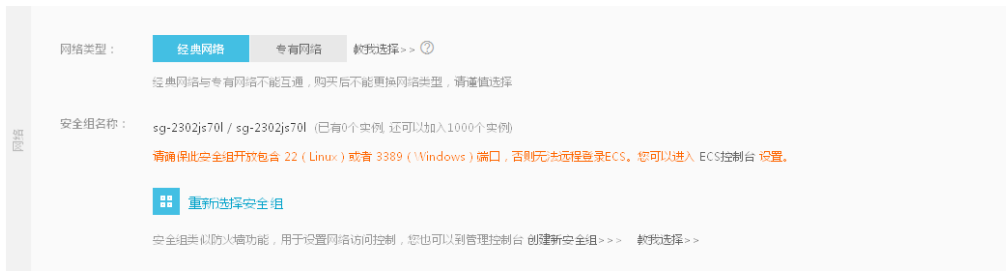 网络类型： 经典网络 专有网络 教我选择>> ?
经典网络与专有网络不能互通，购买后不能更换网络类型，请谨慎选择
网络
安全组名称： sg-2302js70l / sg-2302js70l (已有0个实例, 还可以加入1000个实例)
请确保此安全组开放包含 22（Linux）或者 3389（Windows）端口，否则无法远程登录ECS。您可以进入 ECS控制台 设置。
重新选择安全组
安全组类似防火墙功能，用于设置网络访问控制，您也可以到管理控制台 创建新安全组>>> 教我选择>>